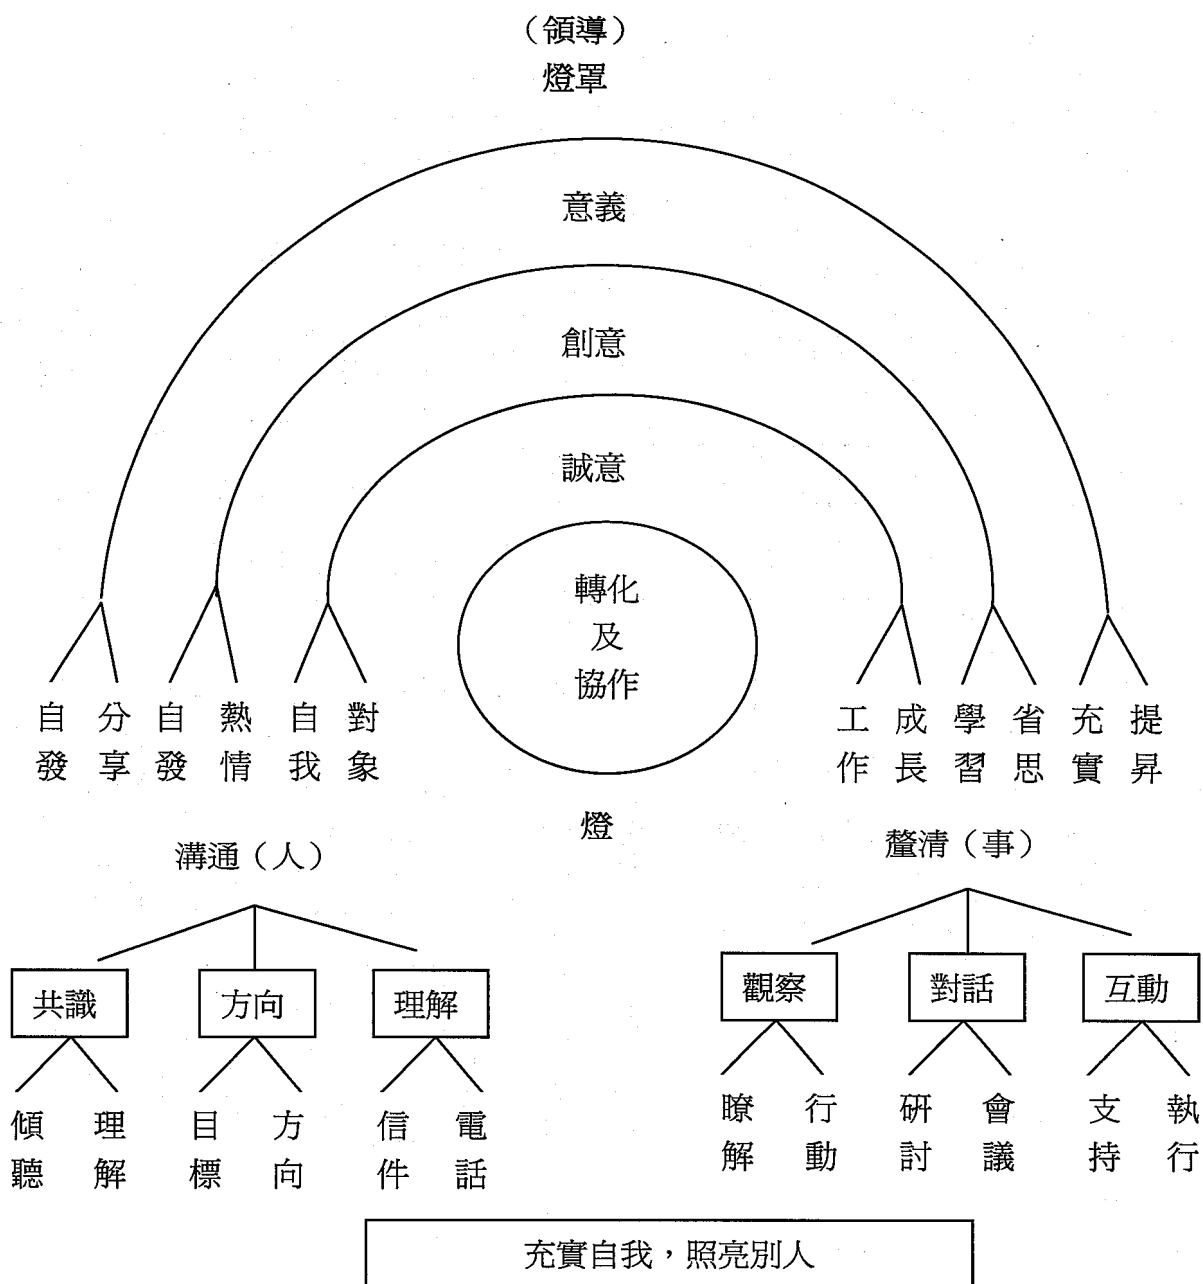 （領導）
燈罩
意義
創意
誠意
轉化
及
協作
自發 分享 自發 熱情 自我 對象
工作 成長 學習 省思 充實 提昇
燈
溝通（人）
釐清（事）
共識 方向 理解
觀察 對話 互動
傾聽 理解 目標 方向 信件 電話
瞭解 行動 研討 會議 支持 執行
充實自我，照亮別人